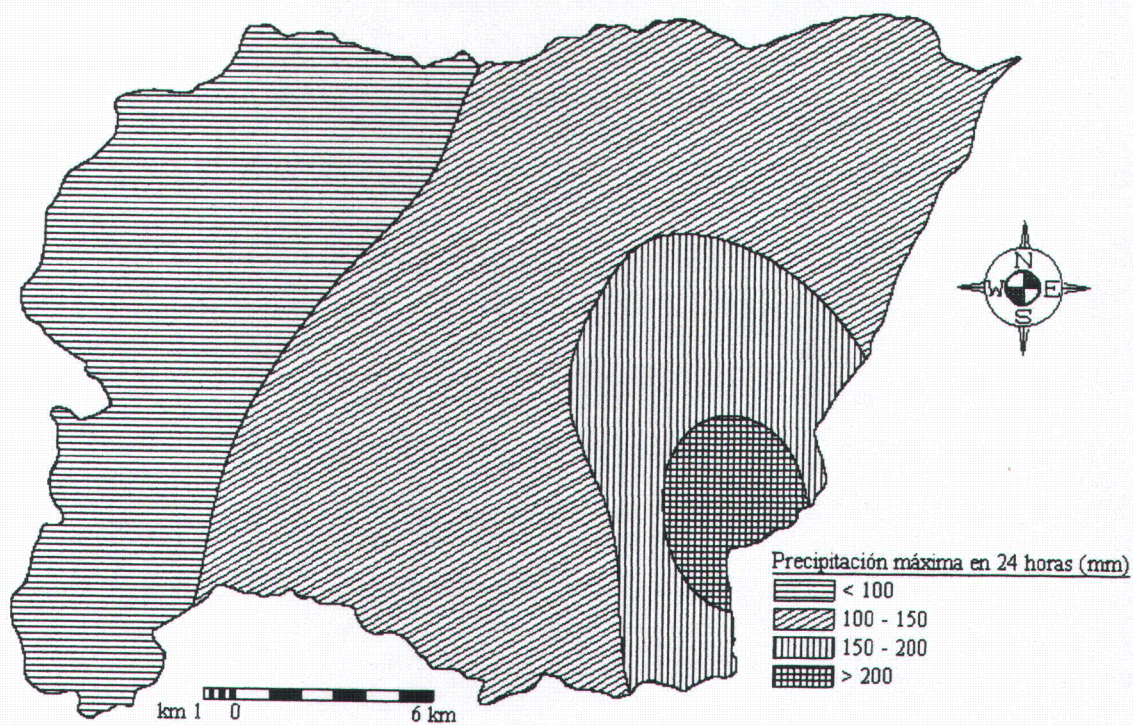 N
W E
S
Precipitación máxima en 24 horas (mm)
< 100
100 - 150
150 - 200
> 200
km 1 0 6 km